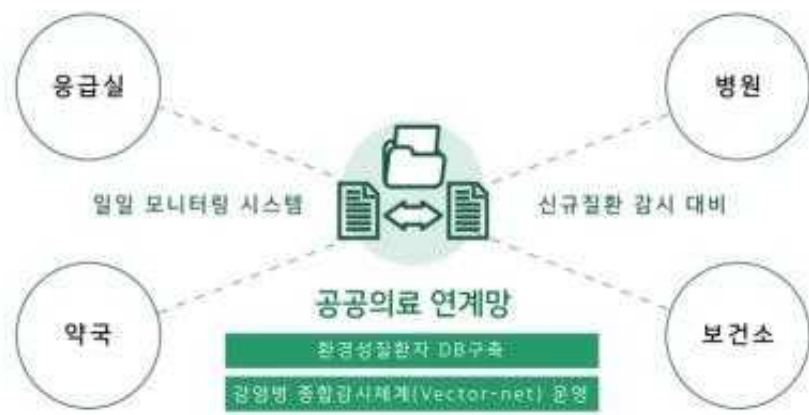 응급실
병원
일일 모니터링 시스템
신규질환 감시 대비
공공의료 연계망
약국
보건소
환경성질환자 DB구축
감염병 종합감시체계(Vector-net) 운영